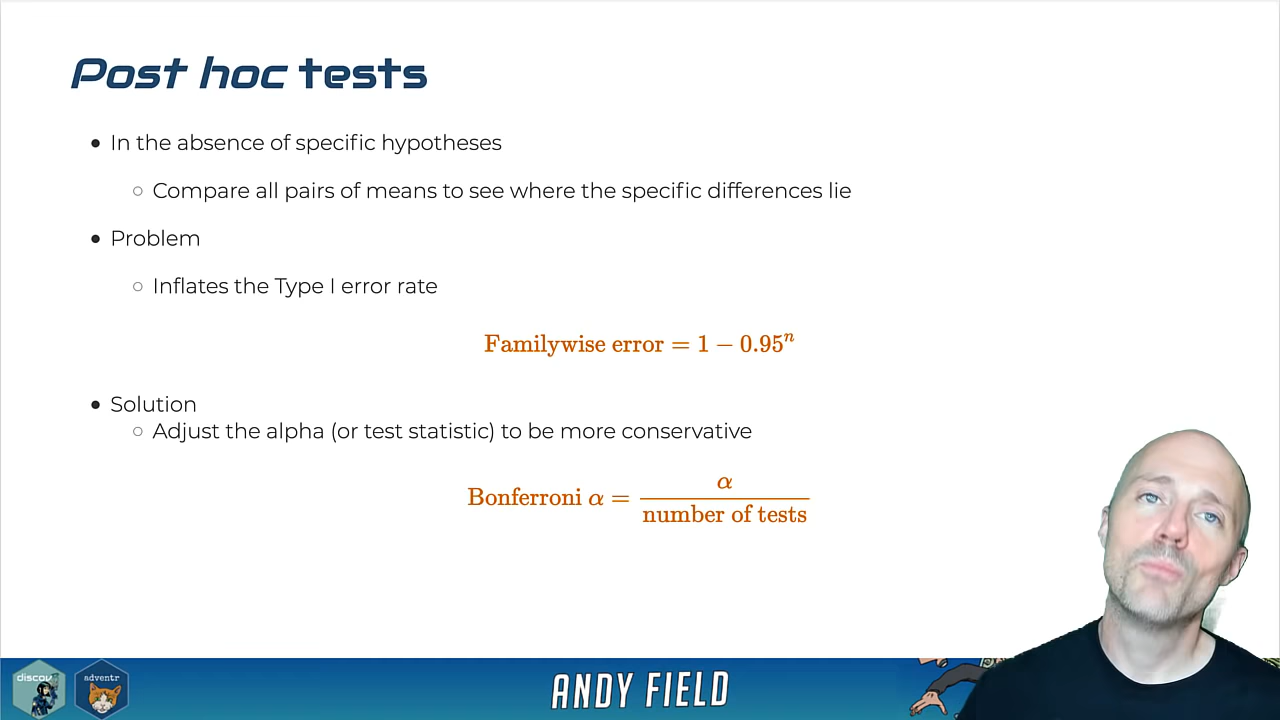 Post hoc tests
• In the absence of specific hypotheses
○ Compare all pairs of means to see where the specific differences lie
• Problem
○ Inflates the Type I error rate
Familywise error = 1 − 0.95ⁿ
• Solution
○ Adjust the alpha (or test statistic) to be more conservative
Bonferroni α = α / number of tests
discov
adventr
ANDY FIELD